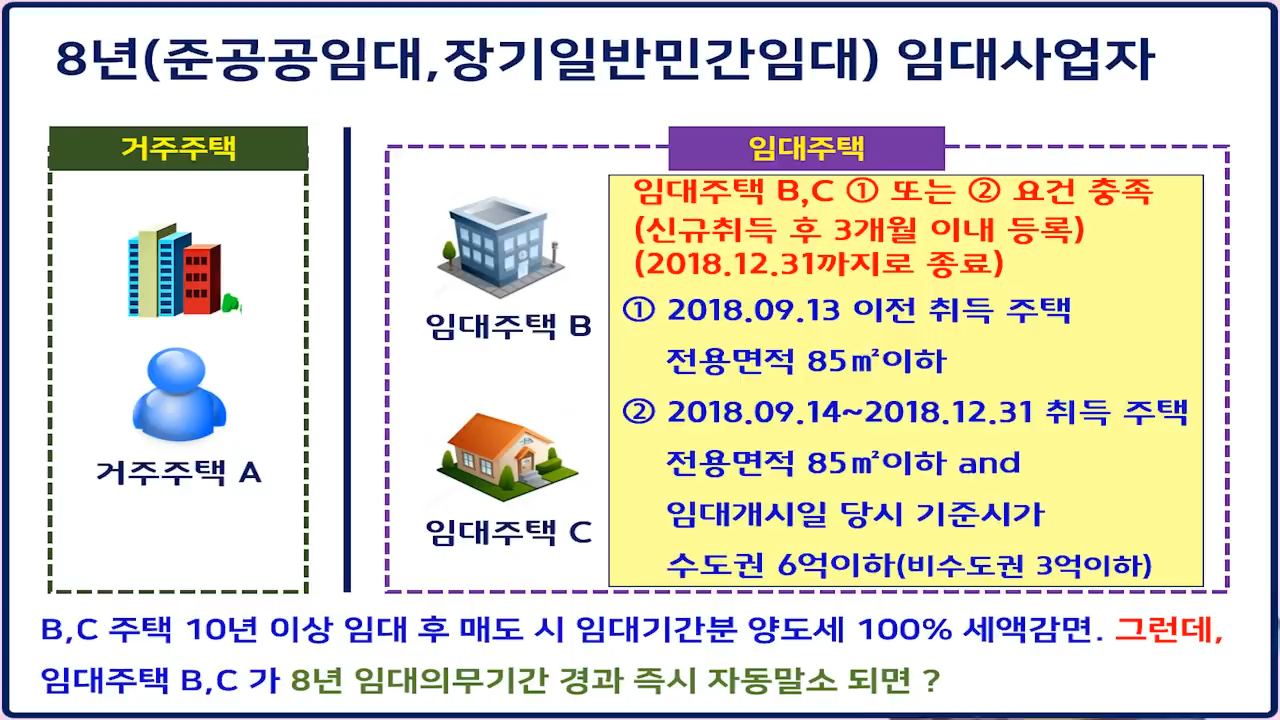 8년(준공공임대,장기일반민간임대) 임대사업자
거주주택
거주주택 A
임대주택
임대주택 B
임대주택 C
임대주택 B,C ① 또는 ② 요건 충족
(신규취득 후 3개월 이내 등록)
(2018.12.31까지로 종료)
① 2018.09.13 이전 취득 주택
전용면적 85㎡이하
② 2018.09.14~2018.12.31 취득 주택
전용면적 85㎡이하 and
임대개시일 당시 기준시가
수도권 6억이하(비수도권 3억이하)
B,C 주택 10년 이상 임대 후 매도 시 임대기간분 양도세 100% 세액감면. 그런데,
임대주택 B,C 가 8년 임대의무기간 경과 즉시 자동말소 되면 ?